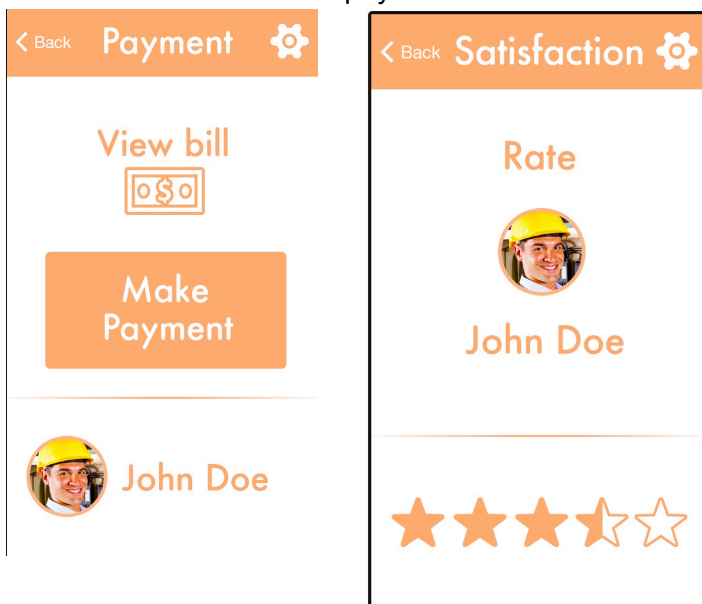 Back Payment
View bill
$
Make
Payment
John Doe
Back Satisfaction
Rate
John Doe